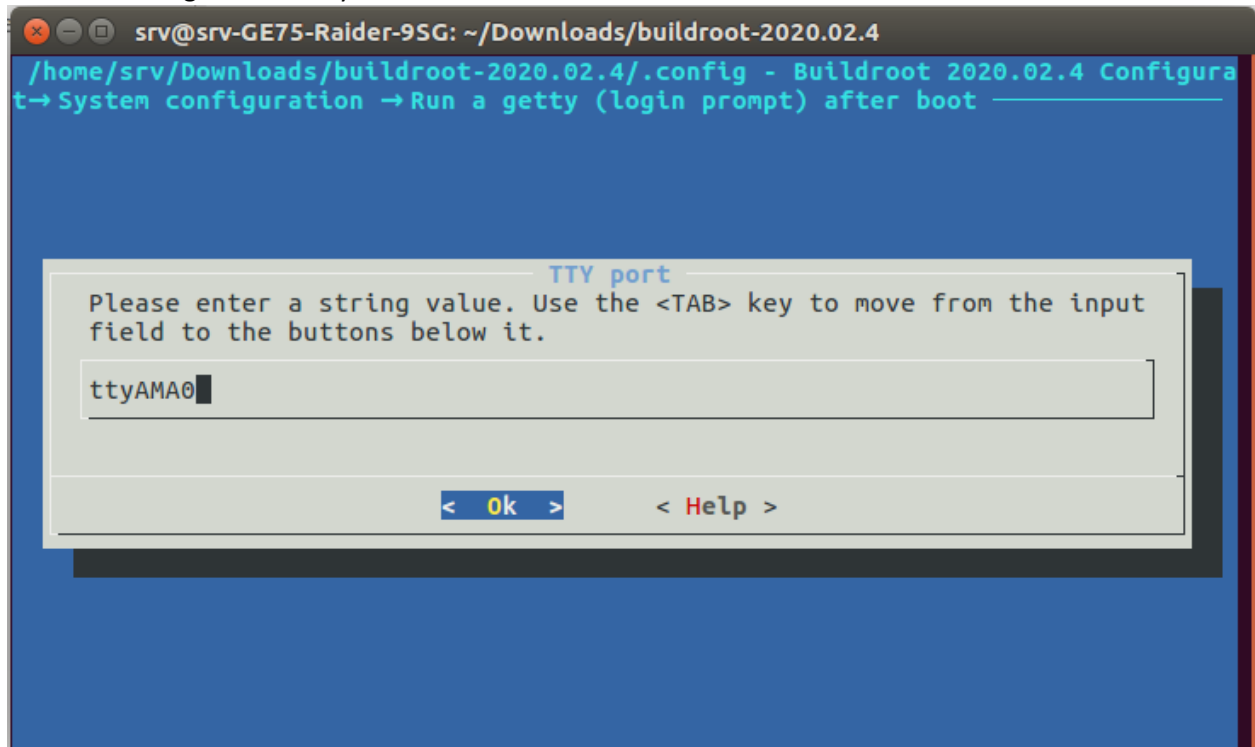 srv@srv-GE75-Raider-9SG: ~/Downloads/buildroot-2020.02.4
/home/srv/Downloads/buildroot-2020.02.4/.config - Buildroot 2020.02.4 Configura
t→ System configuration → Run a getty (login prompt) after boot
TTY port
Please enter a string value. Use the <TAB> key to move from the input
field to the buttons below it.
ttyAMA0
< Ok > < Help >